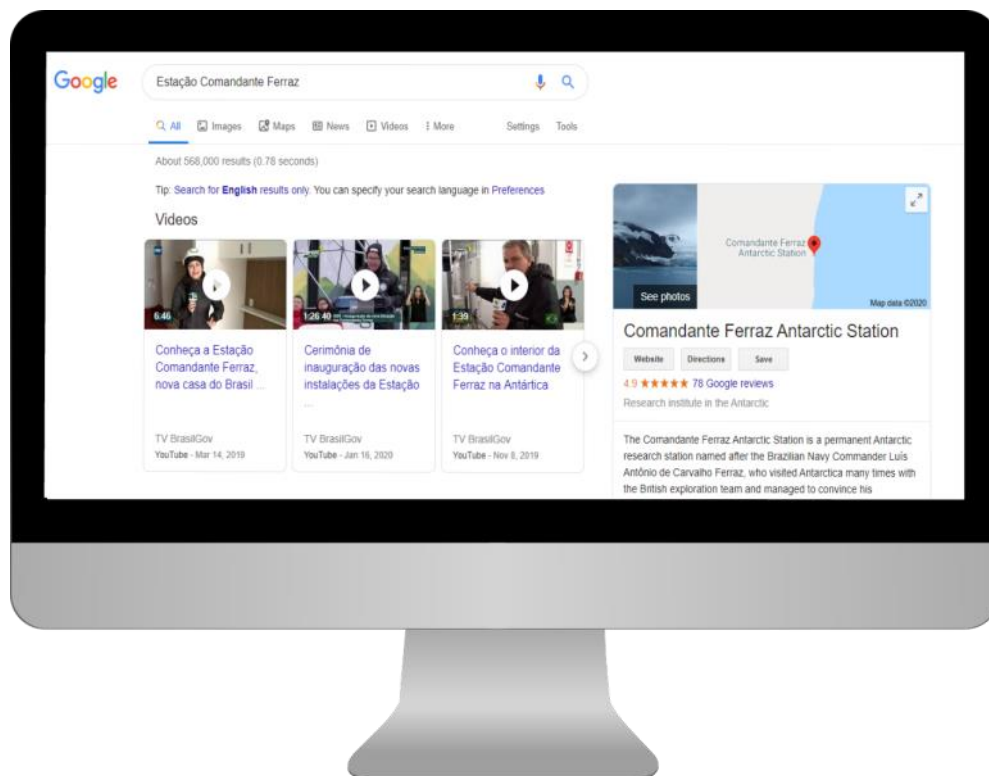 Google
Estação Comandante Ferraz
All Images Maps News Videos More Settings Tools
About 568,000 results (0.78 seconds)
Tip: Search for English results only. You can specify your search language in Preferences
Videos
6:46
1:26:40
1:39
Conheça a Estação
Comandante Ferraz,
nova casa do Brasil ...
TV BrasilGov
YouTube - Mar 14, 2019
Cerimônia de
inauguração das novas
instalações da Estação
...
TV BrasilGov
YouTube - Jan 16, 2020
Conheça o interior da
Estação Comandante
Ferraz na Antártica
TV BrasilGov
YouTube - Nov 8, 2019
Comandante Ferraz
Antarctic Station
See photos
Map data ©2020
Comandante Ferraz Antarctic Station
Website Directions Save
4.9 ★★★★★ 78 Google reviews
Research institute in the Antarctic
The Comandante Ferraz Antarctic Station is a permanent Antarctic
research station named after the Brazilian Navy Commander Luís
Antônio de Carvalho Ferraz, who visited Antarctica many times with
the British exploration team and managed to convince his